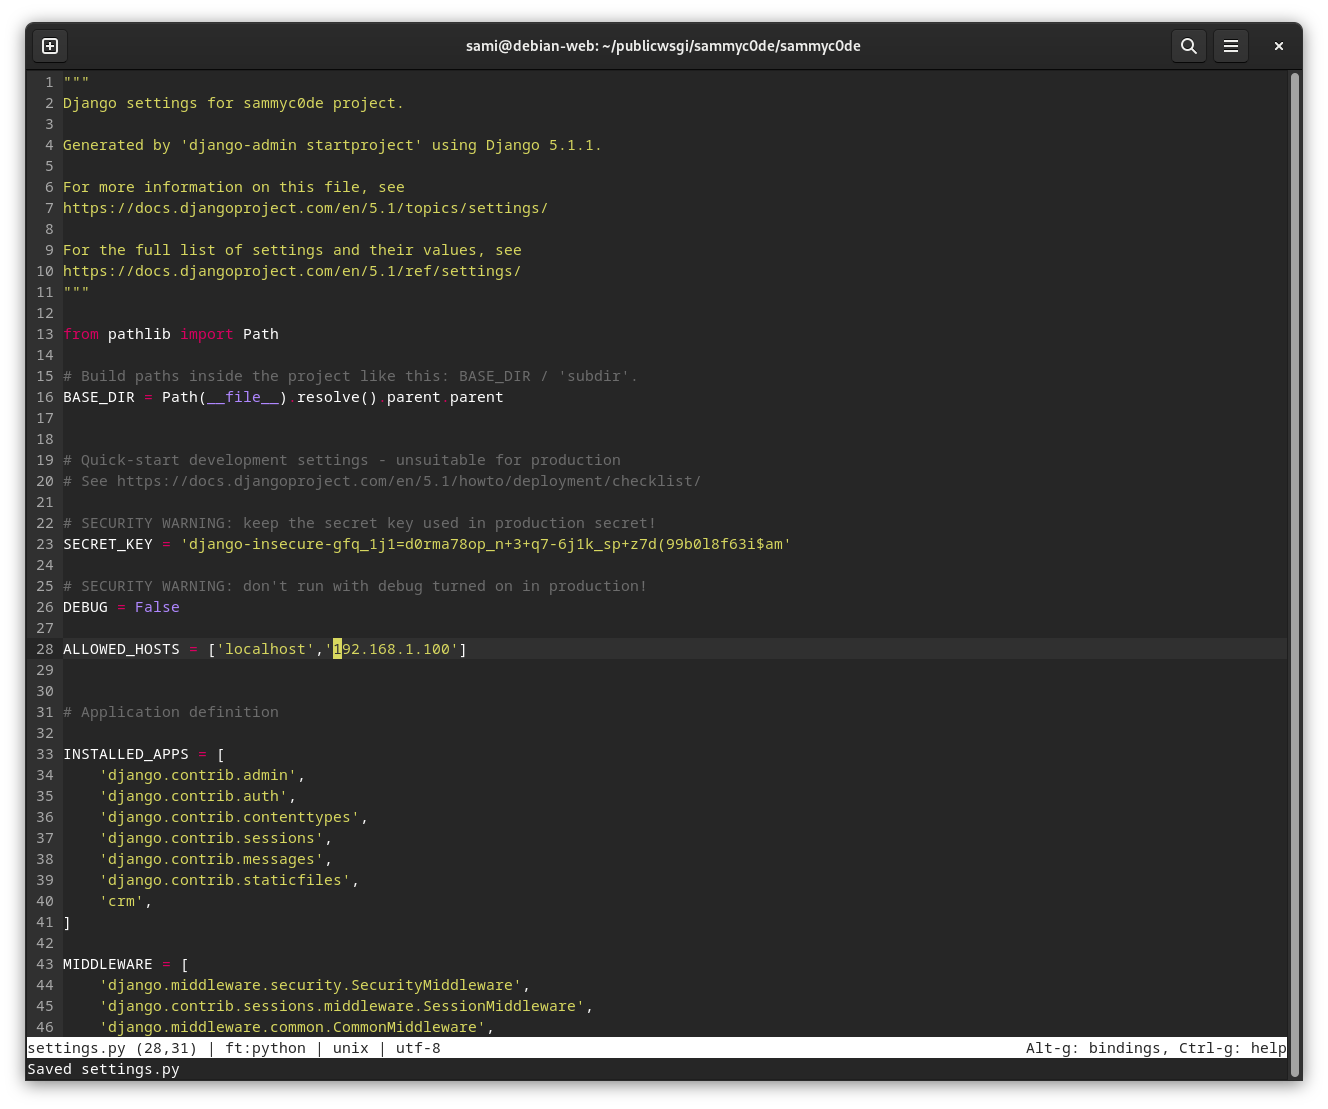 sami@debian-web: ~/publicwsgi/sammyc0de/sammyc0de
1 """
2 Django settings for sammyc0de project.
3
4 Generated by 'django-admin startproject' using Django 5.1.1.
5
6 For more information on this file, see
7 https://docs.djangoproject.com/en/5.1/topics/settings/
8
9 For the full list of settings and their values, see
10 https://docs.djangoproject.com/en/5.1/ref/settings/
11 """
12
13 from pathlib import Path
14
15 # Build paths inside the project like this: BASE_DIR / 'subdir'.
16 BASE_DIR = Path(__file__).resolve().parent.parent
17
18
19 # Quick-start development settings - unsuitable for production
20 # See https://docs.djangoproject.com/en/5.1/howto/deployment/checklist/
21
22 # SECURITY WARNING: keep the secret key used in production secret!
23 SECRET_KEY = 'django-insecure-gfq_1j1=d0rma78op_n+3+q7-6j1k_sp+z7d(99b0l8f63i$am'
24
25 # SECURITY WARNING: don't run with debug turned on in production!
26 DEBUG = False
27
28 ALLOWED_HOSTS = ['localhost','192.168.1.100']
29
30
31 # Application definition
32
33 INSTALLED_APPS = [
34     'django.contrib.admin',
35     'django.contrib.auth',
36     'django.contrib.contenttypes',
37     'django.contrib.sessions',
38     'django.contrib.messages',
39     'django.contrib.staticfiles',
40     'crm',
41 ]
42
43 MIDDLEWARE = [
44     'django.middleware.security.SecurityMiddleware',
45     'django.contrib.sessions.middleware.SessionMiddleware',
46     'django.middleware.common.CommonMiddleware',
settings.py (28,31) | ft:python | unix | utf-8 Alt-g: bindings, Ctrl-g: help
Saved settings.py